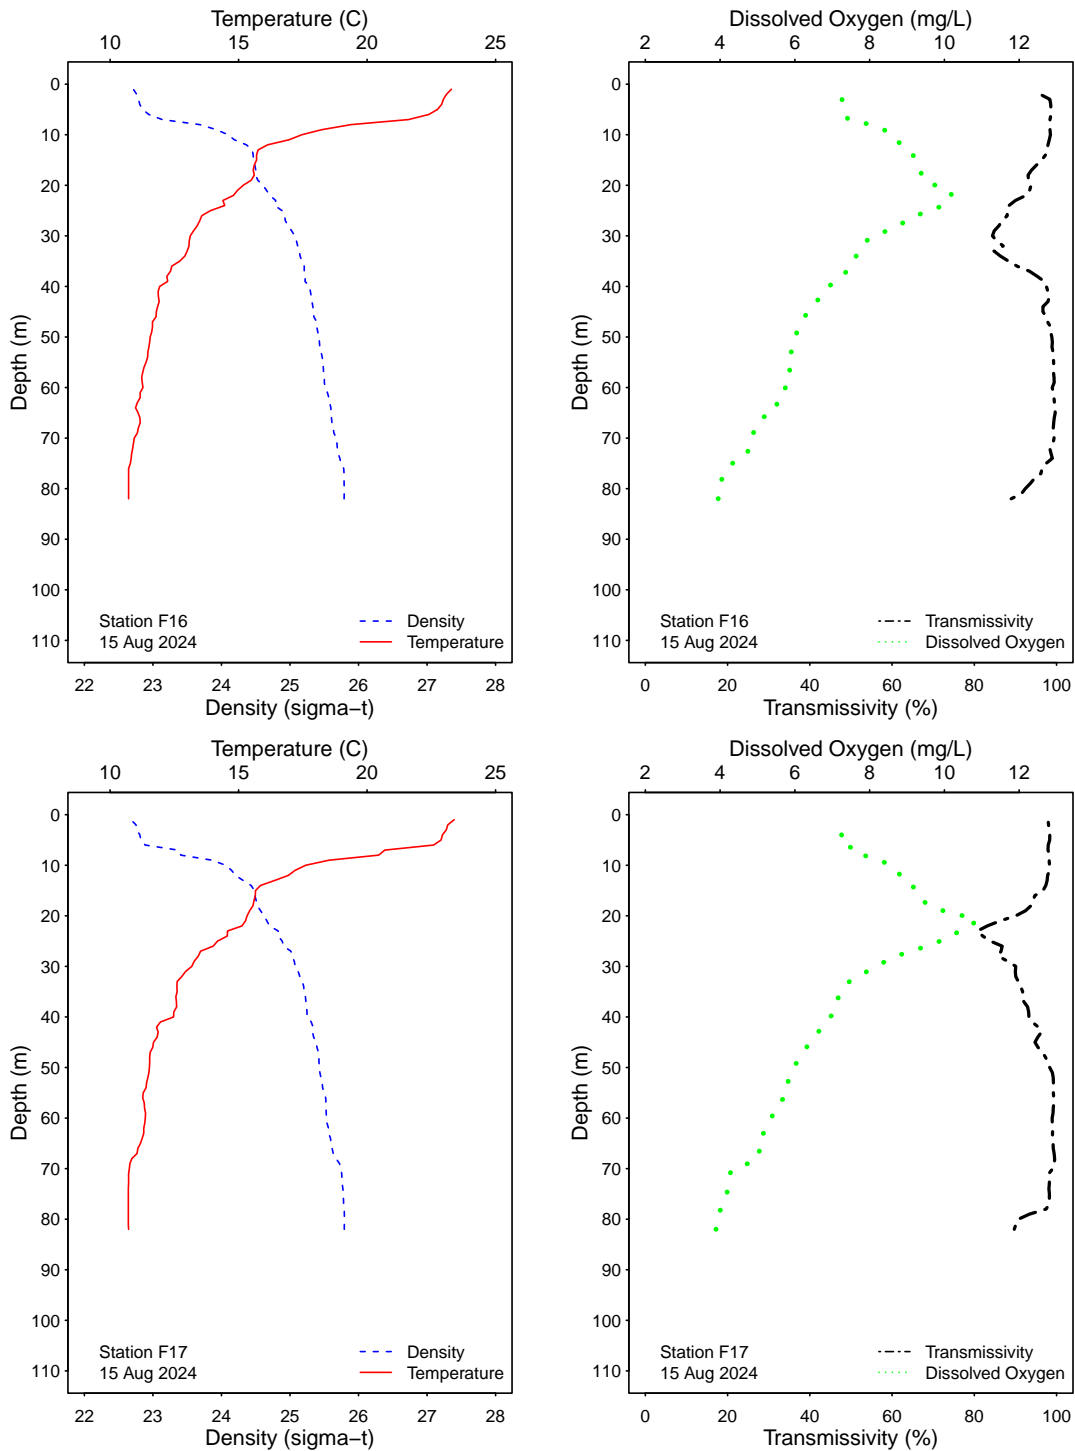 Temperature (C)
10 15 20 25
0
10
20
30
40
50
60
70
80
90
100
110
Depth (m)
Station F16
15 Aug 2024
Density
Temperature
22 23 24 25 26 27 28
Density (sigma−t)
Dissolved Oxygen (mg/L)
2 4 6 8 10 12
0
10
20
30
40
50
60
70
80
90
100
110
Depth (m)
Station F16
15 Aug 2024
Transmissivity
Dissolved Oxygen
0 20 40 60 80 100
Transmissivity (%)
Temperature (C)
10 15 20 25
0
10
20
30
40
50
60
70
80
90
100
110
Depth (m)
Station F17
15 Aug 2024
Density
Temperature
22 23 24 25 26 27 28
Density (sigma−t)
Dissolved Oxygen (mg/L)
2 4 6 8 10 12
0
10
20
30
40
50
60
70
80
90
100
110
Depth (m)
Station F17
15 Aug 2024
Transmissivity
Dissolved Oxygen
0 20 40 60 80 100
Transmissivity (%)